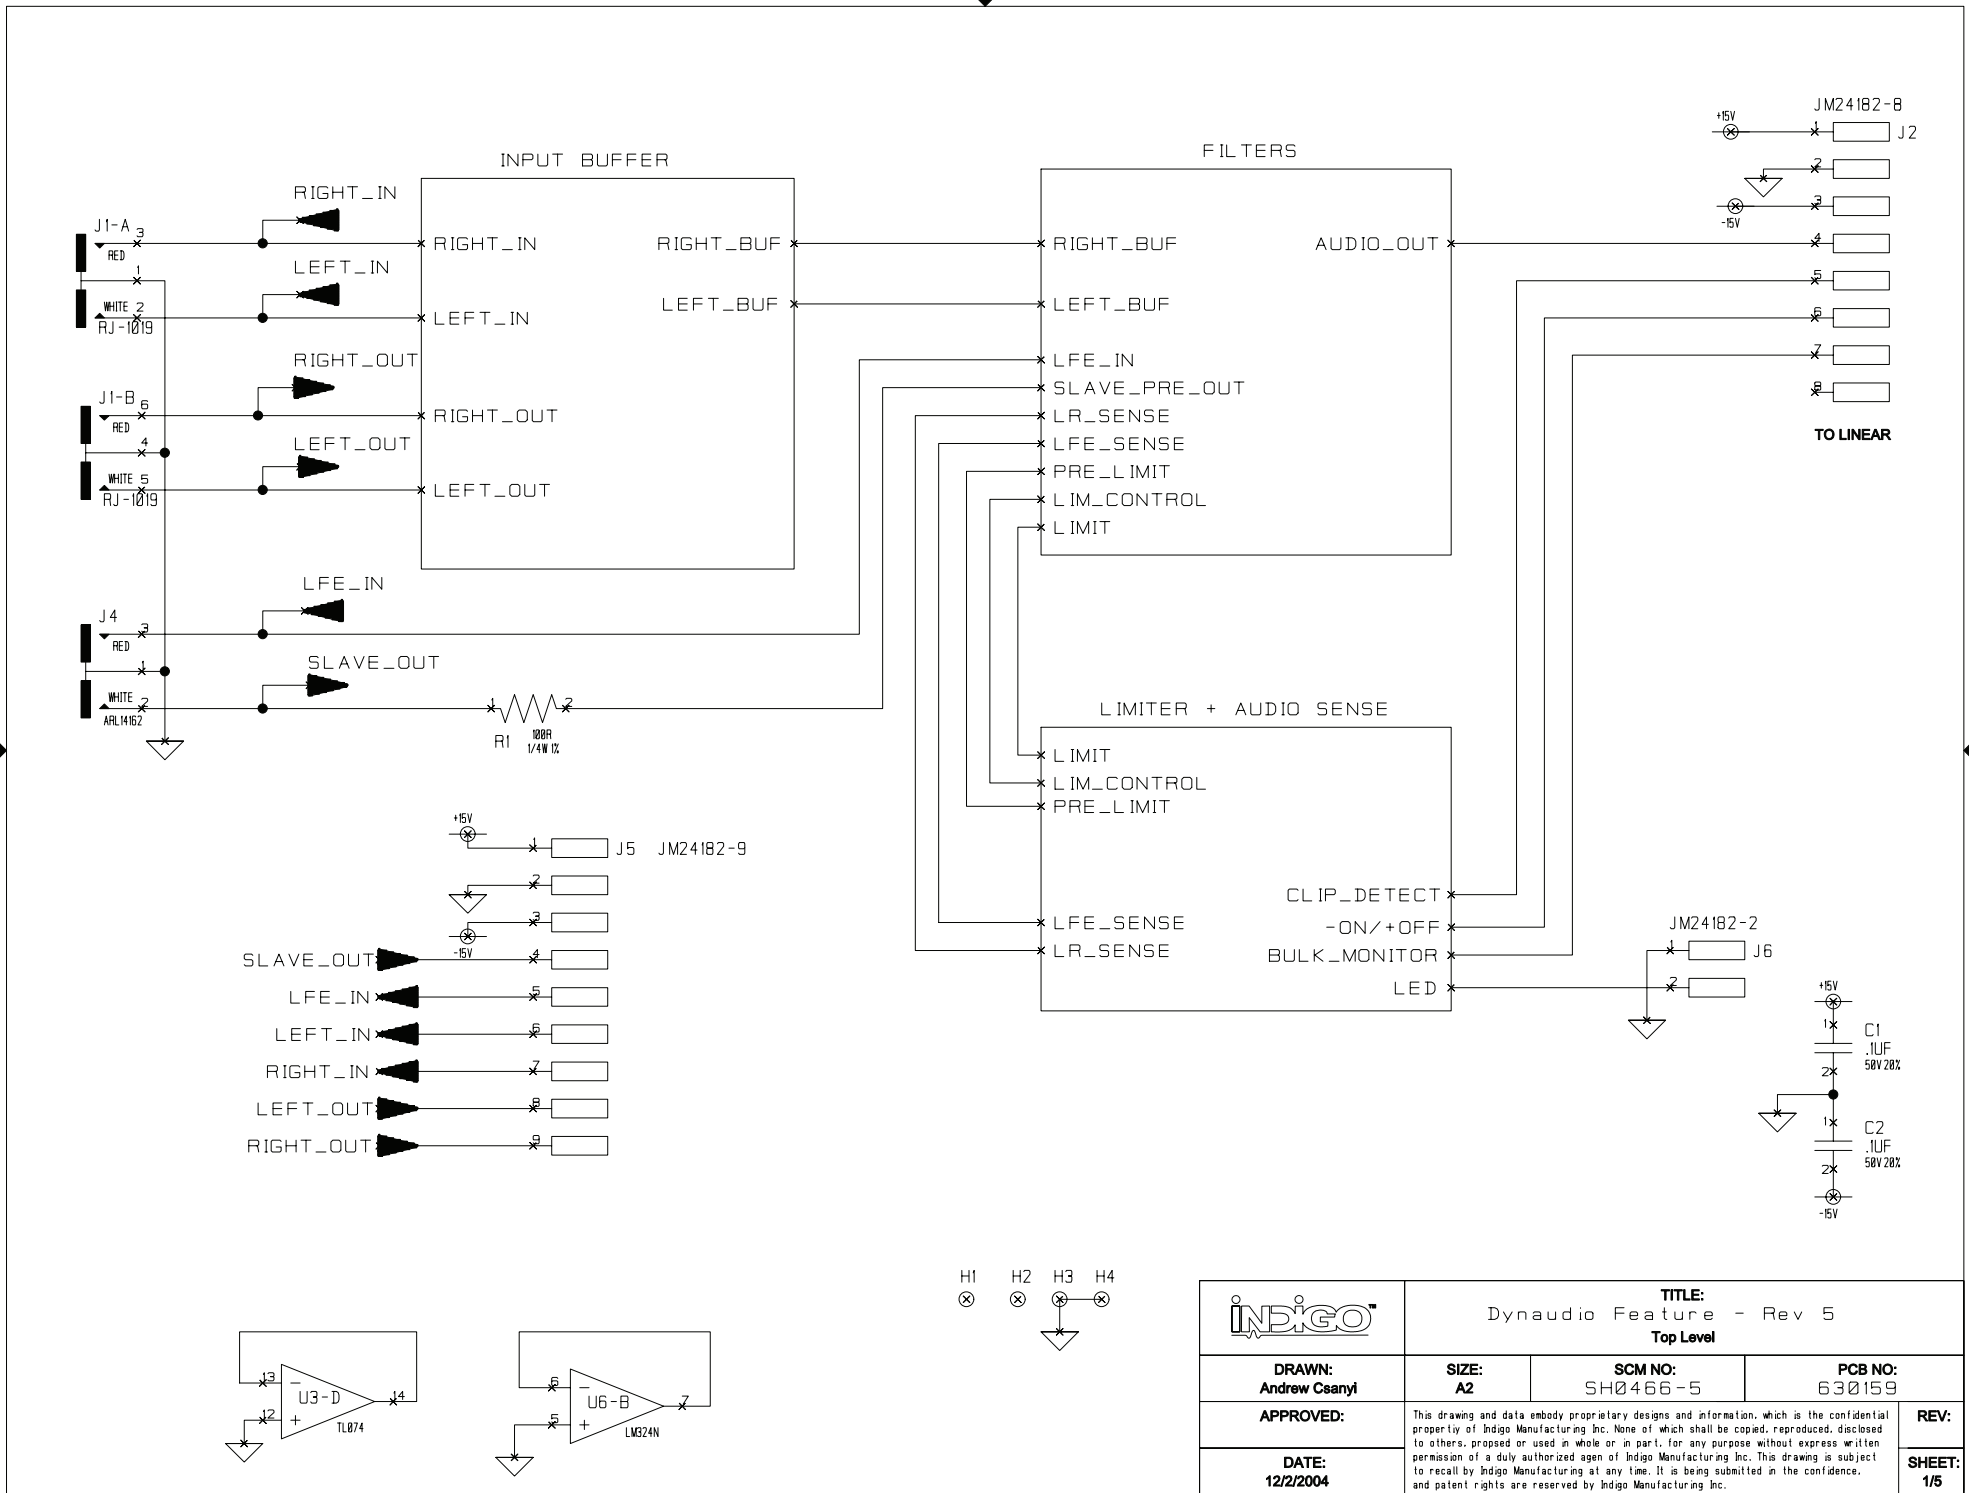 INPUT BUFFER
RIGHT_IN
LEFT_IN
RIGHT_OUT
LEFT_OUT
RIGHT_IN
LEFT_IN
RIGHT_OUT
LEFT_OUT
RIGHT_BUF
LEFT_BUF
J1-A
3
RED
1
WHITE 2
RJ-1019
J1-B
6
RED
4
WHITE 5
RJ-1019
LFE_IN
J4
3
RED
1
SLAVE_OUT
WHITE 2
ARL14162
1
2
R1
100R
1/4W 1%
FILTERS
RIGHT_BUF
AUDIO_OUT
LEFT_BUF
LFE_IN
SLAVE_PRE_OUT
LR_SENSE
LFE_SENSE
PRE_LIMIT
LIM_CONTROL
LIMIT
JM24182-8
+15V
1
J2
2
3
-15V
4
5
6
7
8
TO LINEAR
LIMITER + AUDIO SENSE
LIMIT
LIM_CONTROL
PRE_LIMIT
CLIP_DETECT
LFE_SENSE
-ON/+OFF
LR_SENSE
BULK_MONITOR
LED
JM24182-2
1
J6
2
+15V
1
J5 JM24182-9
2
3
-15V
SLAVE_OUT 4
LFE_IN 5
LEFT_IN 6
RIGHT_IN 7
LEFT_OUT 8
RIGHT_OUT 9
+15V
1
C1
.1UF
50V 20%
2
1
C2
.1UF
50V 20%
2
-15V
H1 H2 H3 H4
13
-
U3-D
14
12
+
TL074
6
-
U6-B
7
5
+
LM324N
INDIGO™
TITLE:
Dynaudio Feature - Rev 5
Top Level
DRAWN:
Andrew Csanyi
SIZE:
A2
SCM NO:
SH0466-5
PCB NO:
630159
APPROVED:
This drawing and data embody proprietary designs and information, which is the confidential
propertiy of Indigo Manufacturing Inc. None of which shall be copied, reproduced, disclosed
to others, propsed or used in whole or in part, for any purpose without express written
permission of a duly authorized agen of Indigo Manufacturing Inc. This drawing is subject
to recall by Indigo Manufacturing at any time. It is being submitted in the confidence,
and patent rights are reserved by Indigo Manufacturing Inc.
REV:
DATE:
12/2/2004
SHEET:
1/5